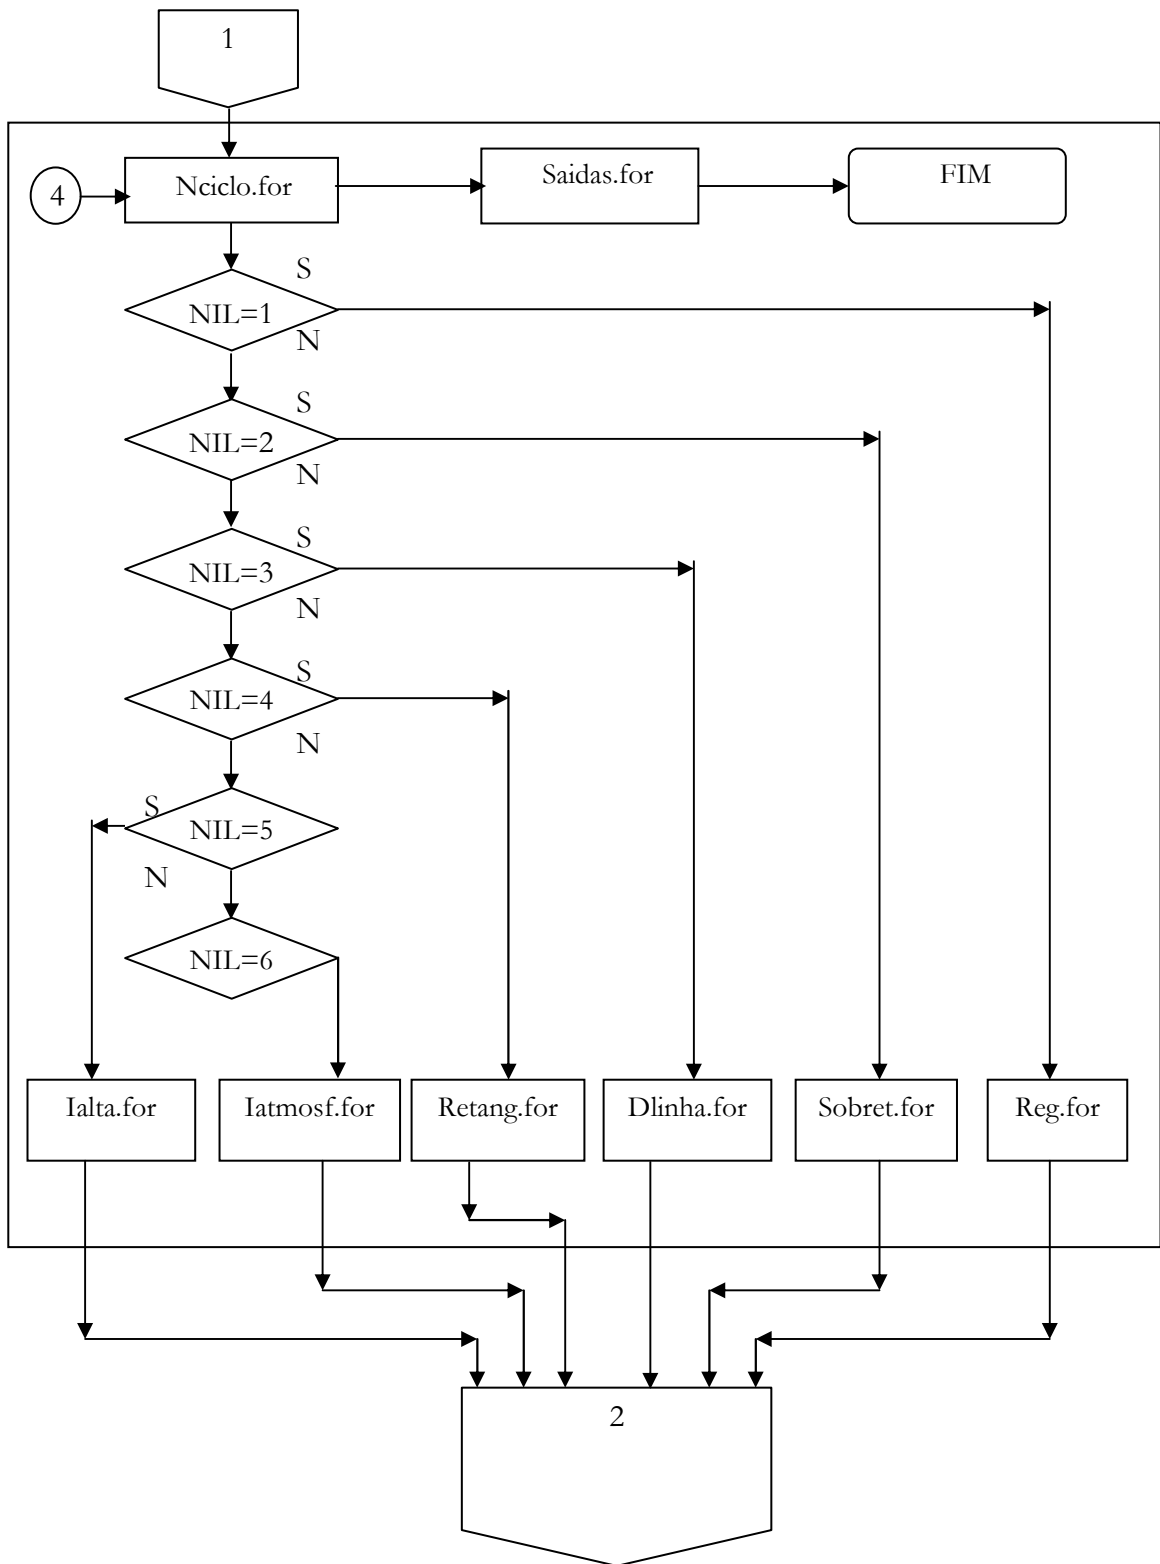 1
4
Nciclo.for
Saidas.for
FIM
S
NIL=1
N
S
NIL=2
N
S
NIL=3
N
S
NIL=4
N
S
NIL=5
N
NIL=6
Ialta.for
Iatmosf.for
Retang.for
Dlinha.for
Sobret.for
Reg.for
2